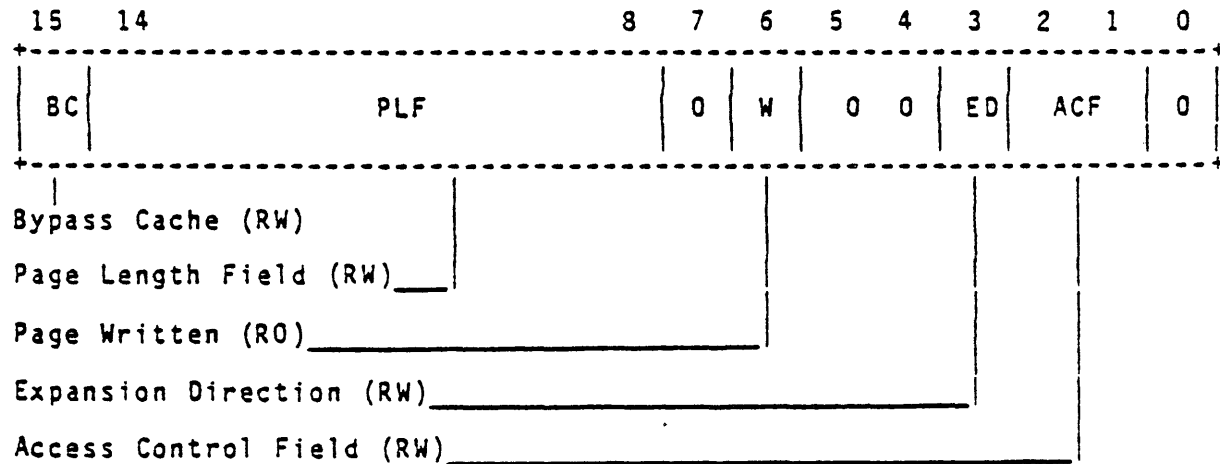 15 14 8 7 6 5 4 3 2 1 0
BC PLF 0 W 0 0 ED ACF 0
Bypass Cache (RW)
Page Length Field (RW)
Page Written (RO)
Expansion Direction (RW)
Access Control Field (RW)